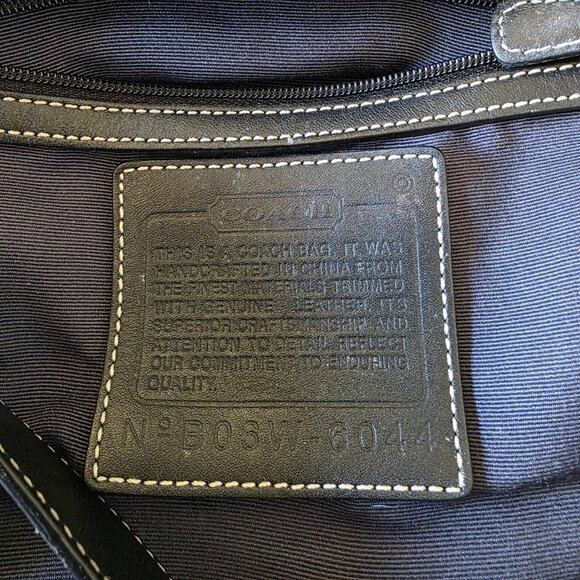 COACH
®
THIS IS A COACH BAG. IT WAS
HANDCRAFTED IN CHINA FROM
THE FINEST MATERIALS TRIMMED
WITH GENUINE LEATHER. ITS
SUPERIOR CRAFTSMANSHIP AND
ATTENTION TO DETAIL REFLECT
OUR COMMITMENT TO ENDURING
QUALITY.
Nº B06W-6044